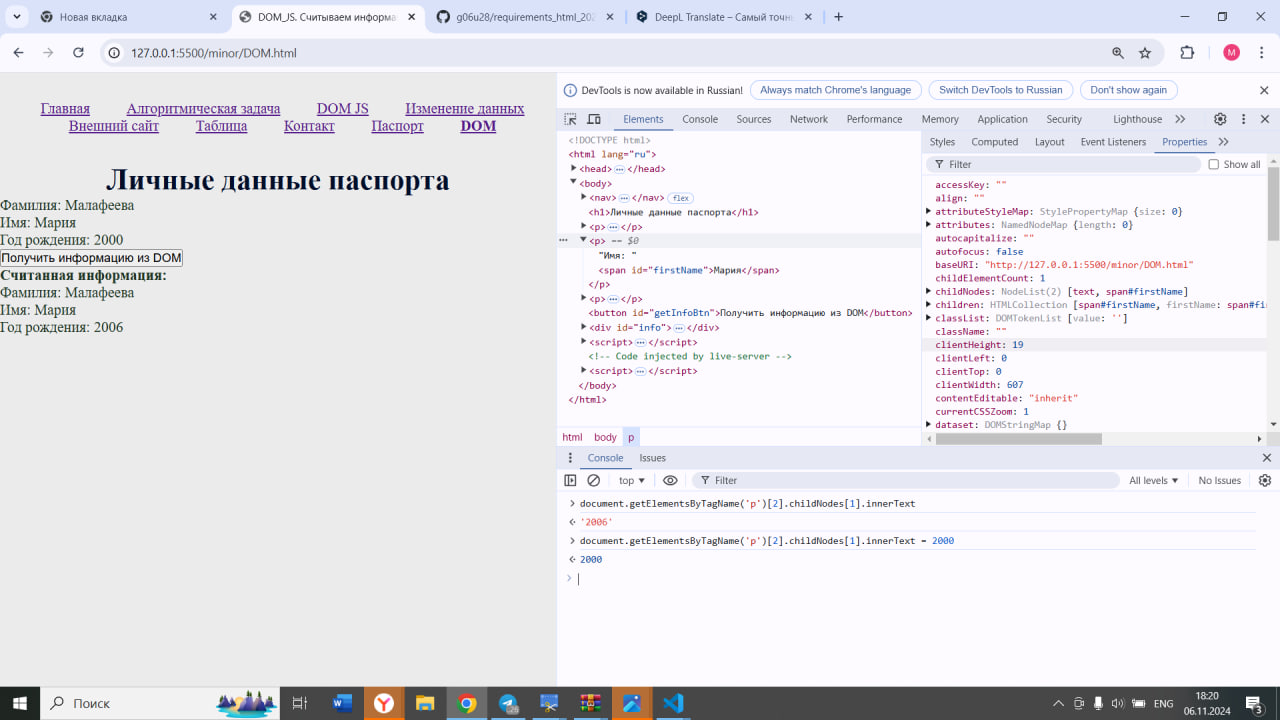 Новая вкладка
DOM_JS. Считываем информа
g06u28/requirements_html_202
DeepL Translate – Самый точны
127.0.0.1:5500/minor/DOM.html
M
Главная Алгоритмическая задача DOM JS Изменение данных
Внешний сайт Таблица Контакт Паспорт DOM
Личные данные паспорта
Фамилия: Малафеева
Имя: Мария
Год рождения: 2000
Получить информацию из DOM
Считанная информация:
Фамилия: Малафеева
Имя: Мария
Год рождения: 2006
DevTools is now available in Russian! Always match Chrome's language Switch DevTools to Russian Don't show again
Elements Console Sources Network Performance Memory Application Security Lighthouse
<!DOCTYPE html>
<html lang="ru">
<head> … </head>
<body>
<nav> … </nav> flex
<h1>Личные данные паспорта</h1>
<p> … </p>
… <p> == $0
"Имя: "
<span id="firstName">Мария</span>
</p>
<p> … </p>
<button id="getInfoBtn">Получить информацию из DOM</button>
<div id="info"> … </div>
<script> … </script>
<!-- Code injected by live-server -->
<script> … </script>
</body>
</html>
html body p
Styles Computed Layout Event Listeners Properties
Filter Show all
accessKey: ""
align: ""
attributeStyleMap: StylePropertyMap {size: 0}
attributes: NamedNodeMap {length: 0}
autocapitalize: ""
autofocus: false
baseURI: "http://127.0.0.1:5500/minor/DOM.html"
childElementCount: 1
childNodes: NodeList(2) [text, span#firstName]
children: HTMLCollection [span#firstName, firstName: span#fi
classList: DOMTokenList [value: '']
className: ""
clientHeight: 19
clientLeft: 0
clientTop: 0
clientWidth: 607
contentEditable: "inherit"
currentCSSZoom: 1
dataset: DOMStringMap {}
Console Issues
top Filter All levels No Issues
document.getElementsByTagName('p')[2].childNodes[1].innerText
'2006'
document.getElementsByTagName('p')[2].childNodes[1].innerText = 2000
2000
Поиск
26
ENG
18:20
06.11.2024
3